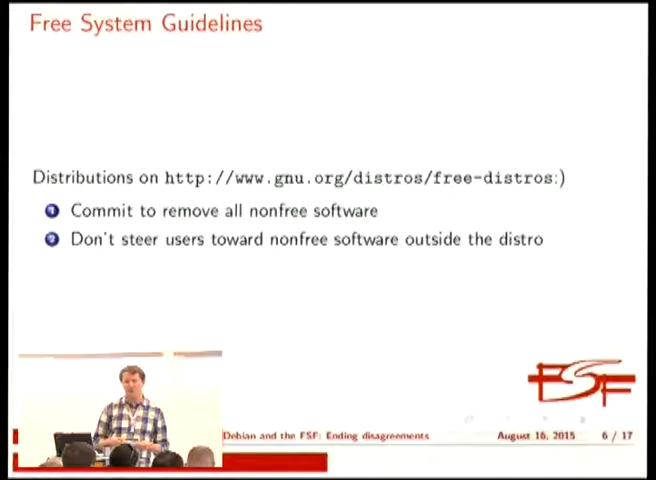 Free System Guidelines
Distributions on http://www.gnu.org/distros/free-distros:)
1 Commit to remove all nonfree software
2 Don't steer users toward nonfree software outside the distro
FSF
Debian and the FSF: Ending disagreements
August 16, 2015
6 / 17